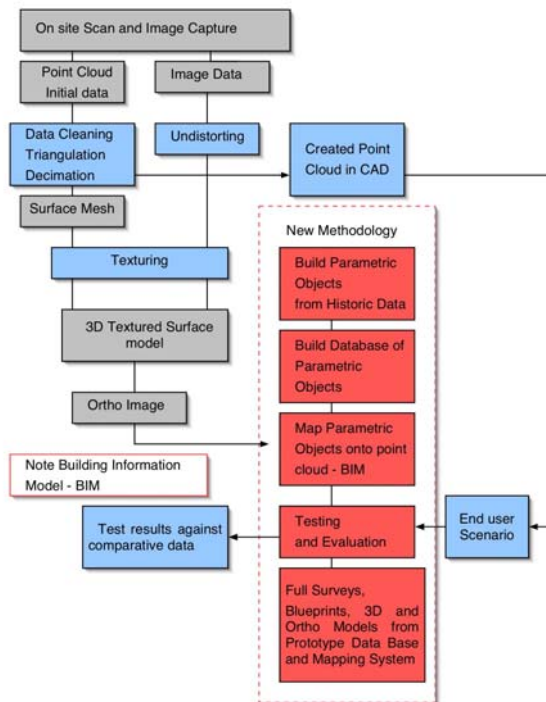 On site Scan and Image Capture
Point Cloud
Initial data
Image Data
Data Cleaning
Triangulation
Decimation
Undistorting
Created Point
Cloud in CAD
Surface Mesh
New Methodology
Texturing
Build Parametric
Objects
from Historic Data
3D Textured Surface
model
Build Database of
Parametric
Objects
Ortho Image
Map Parametric
Objects onto point
cloud - BIM
Note Building Information
Model - BIM
Test results against
comparative data
Testing
and Evaluation
End user
Scenario
Full Surveys,
Blueprints, 3D and
Ortho Models from
Prototype Data Base
and Mapping System